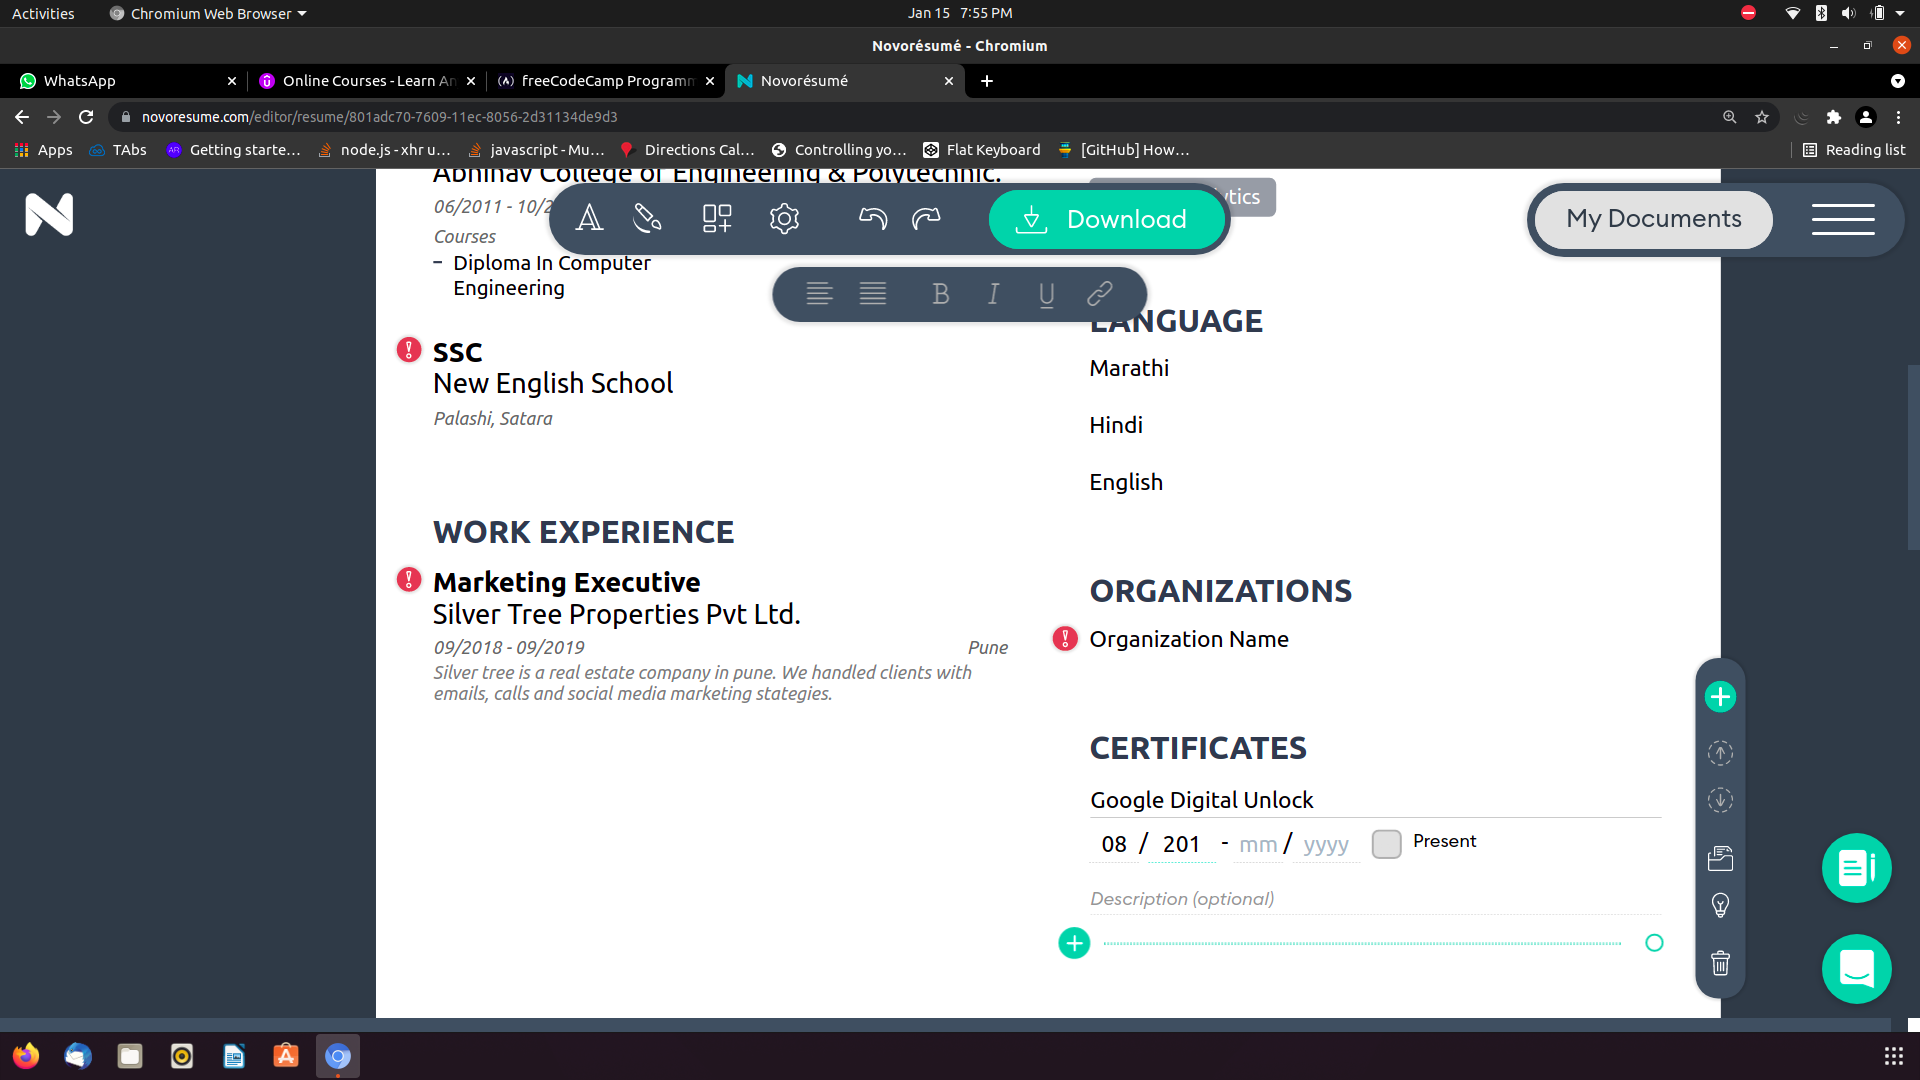 Activities
Chromium Web Browser
Jan 15 7:55 PM
Novorésumé - Chromium
WhatsApp
Online Courses - Learn An
freeCodeCamp Programm
Novorésumé
novoresume.com/editor/resume/801adc70-7609-11ec-8056-2d31134de9d3
Apps
TAbs
Getting starte...
node.js - xhr u...
javascript - Mu...
Directions Cal...
Controlling yo...
Flat Keyboard
[GitHub] How...
Reading list
Abhinav College of Engineering & Polytechnic.
06/2011 - 10/2
Courses
– Diploma In Computer
Engineering
Download
My Documents
B I U
SSC
New English School
Palashi, Satara
WORK EXPERIENCE
Marketing Executive
Silver Tree Properties Pvt Ltd.
09/2018 - 09/2019
Pune
Silver tree is a real estate company in pune. We handled clients with
emails, calls and social media marketing stategies.
LANGUAGE
Marathi
Hindi
English
ORGANIZATIONS
Organization Name
CERTIFICATES
Google Digital Unlock
08 / 201 - mm / yyyy
Present
Description (optional)